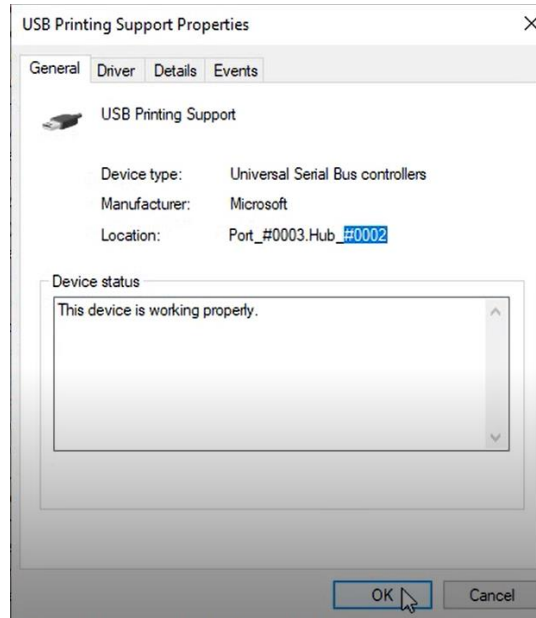 USB Printing Support Properties
General Driver Details Events
USB Printing Support
Device type: Universal Serial Bus controllers
Manufacturer: Microsoft
Location: Port_#0003.Hub_#0002
Device status
This device is working properly.
OK Cancel